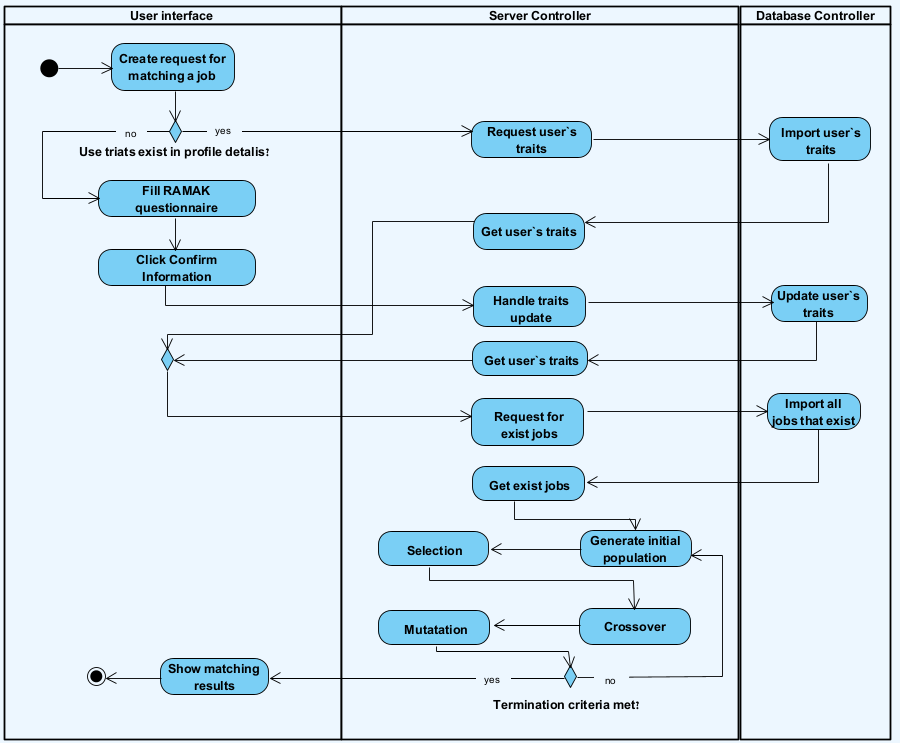 User interface
Server Controller
Database Controller
Create request for
matching a job
no
yes
Use triats exist in profile detalis?
Request user`s
traits
Import user`s
traits
Fill RAMAK
questionnaire
Get user`s traits
Click Confirm
Information
Handle traits
update
Update user`s
traits
Get user`s traits
Request for
exist jobs
Import all
jobs that exist
Get exist jobs
Generate initial
population
Selection
Crossover
Mutatation
Show matching
results
yes
no
Termination criteria met?